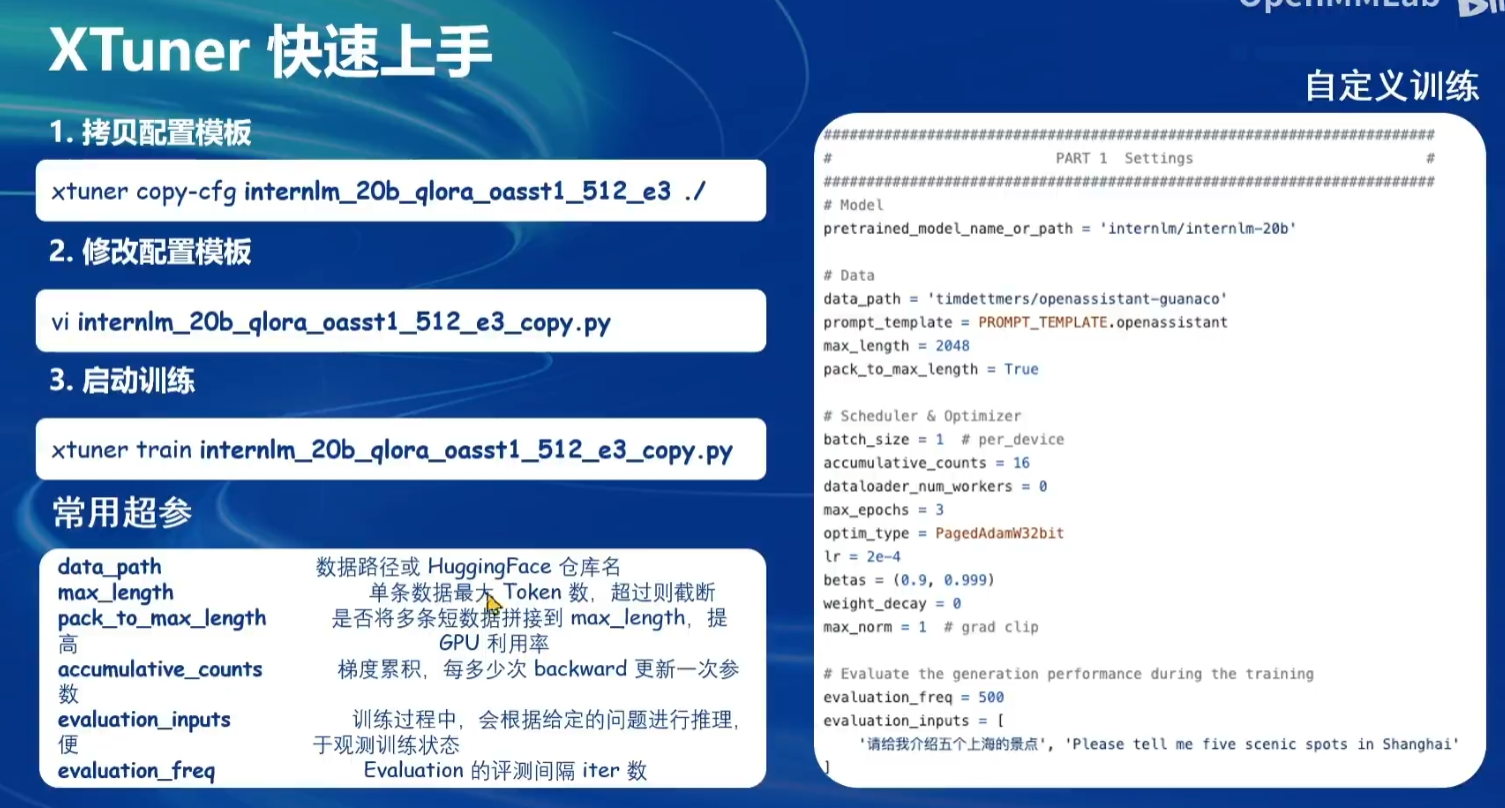 OpenMMLab
XTuner 快速上手
自定义训练
1. 拷贝配置模板
xtuner copy-cfg internlm_20b_qlora_oasst1_512_e3 ./
2. 修改配置模板
vi internlm_20b_qlora_oasst1_512_e3_copy.py
3. 启动训练
xtuner train internlm_20b_qlora_oasst1_512_e3_copy.py
常用超参
data_path 数据路径或 HuggingFace 仓库名
max_length 单条数据最大 Token 数，超过则截断
pack_to_max_length 是否将多条短数据拼接到 max_length，提
高 GPU 利用率
accumulative_counts 梯度累积，每多少次 backward 更新一次参
数
evaluation_inputs 训练过程中，会根据给定的问题进行推理，
便 于观测训练状态
evaluation_freq Evaluation 的评测间隔 iter 数
#######################################################################
# PART 1 Settings #
#######################################################################
# Model
pretrained_model_name_or_path = 'internlm/internlm-20b'
# Data
data_path = 'timdettmers/openassistant-guanaco'
prompt_template = PROMPT_TEMPLATE.openassistant
max_length = 2048
pack_to_max_length = True
# Scheduler & Optimizer
batch_size = 1 # per_device
accumulative_counts = 16
dataloader_num_workers = 0
max_epochs = 3
optim_type = PagedAdamW32bit
lr = 2e-4
betas = (0.9, 0.999)
weight_decay = 0
max_norm = 1 # grad clip
# Evaluate the generation performance during the training
evaluation_freq = 500
evaluation_inputs = [
'请给我介绍五个上海的景点', 'Please tell me five scenic spots in Shanghai'
]